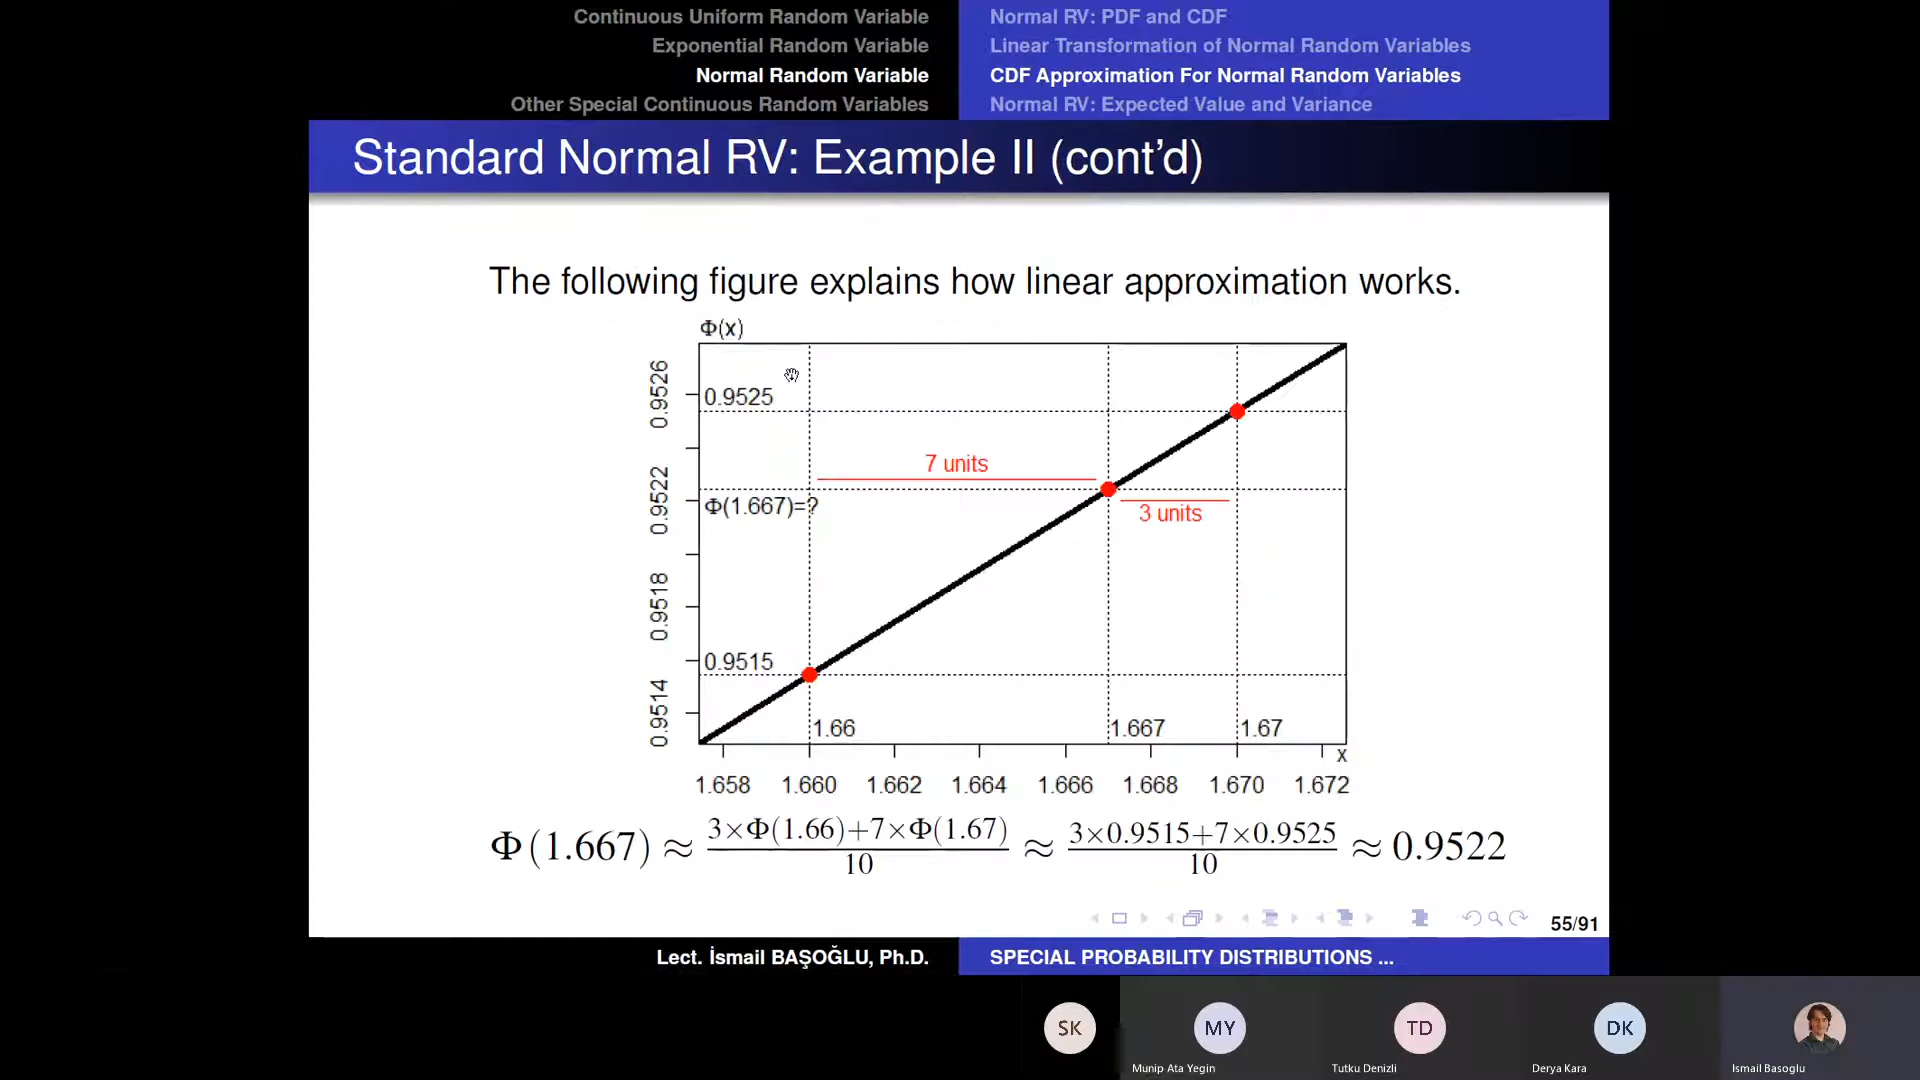 Continuous Uniform Random Variable
Exponential Random Variable
Normal Random Variable
Other Special Continuous Random Variables
Normal RV: PDF and CDF
Linear Transformation of Normal Random Variables
CDF Approximation For Normal Random Variables
Normal RV: Expected Value and Variance
Standard Normal RV: Example II (cont’d)
The following figure explains how linear approximation works.
Φ(x)
0.9526
0.9522
0.9518
0.9514
0.9525
7 units
Φ(1.667)=?
3 units
0.9515
1.66
1.667
1.67
x
1.658 1.660 1.662 1.664 1.666 1.668 1.670 1.672
Φ(1.667) ≈ 3×Φ(1.66)+7×Φ(1.67)/10 ≈ 3×0.9515+7×0.9525/10 ≈ 0.9522
55/91
Lect. İsmail BAŞOĞLU, Ph.D.
SPECIAL PROBABILITY DISTRIBUTIONS ...
SK
MY
TD
DK
Munip Ata Yegin
Tutku Denizli
Derya Kara
Ismail Basoglu